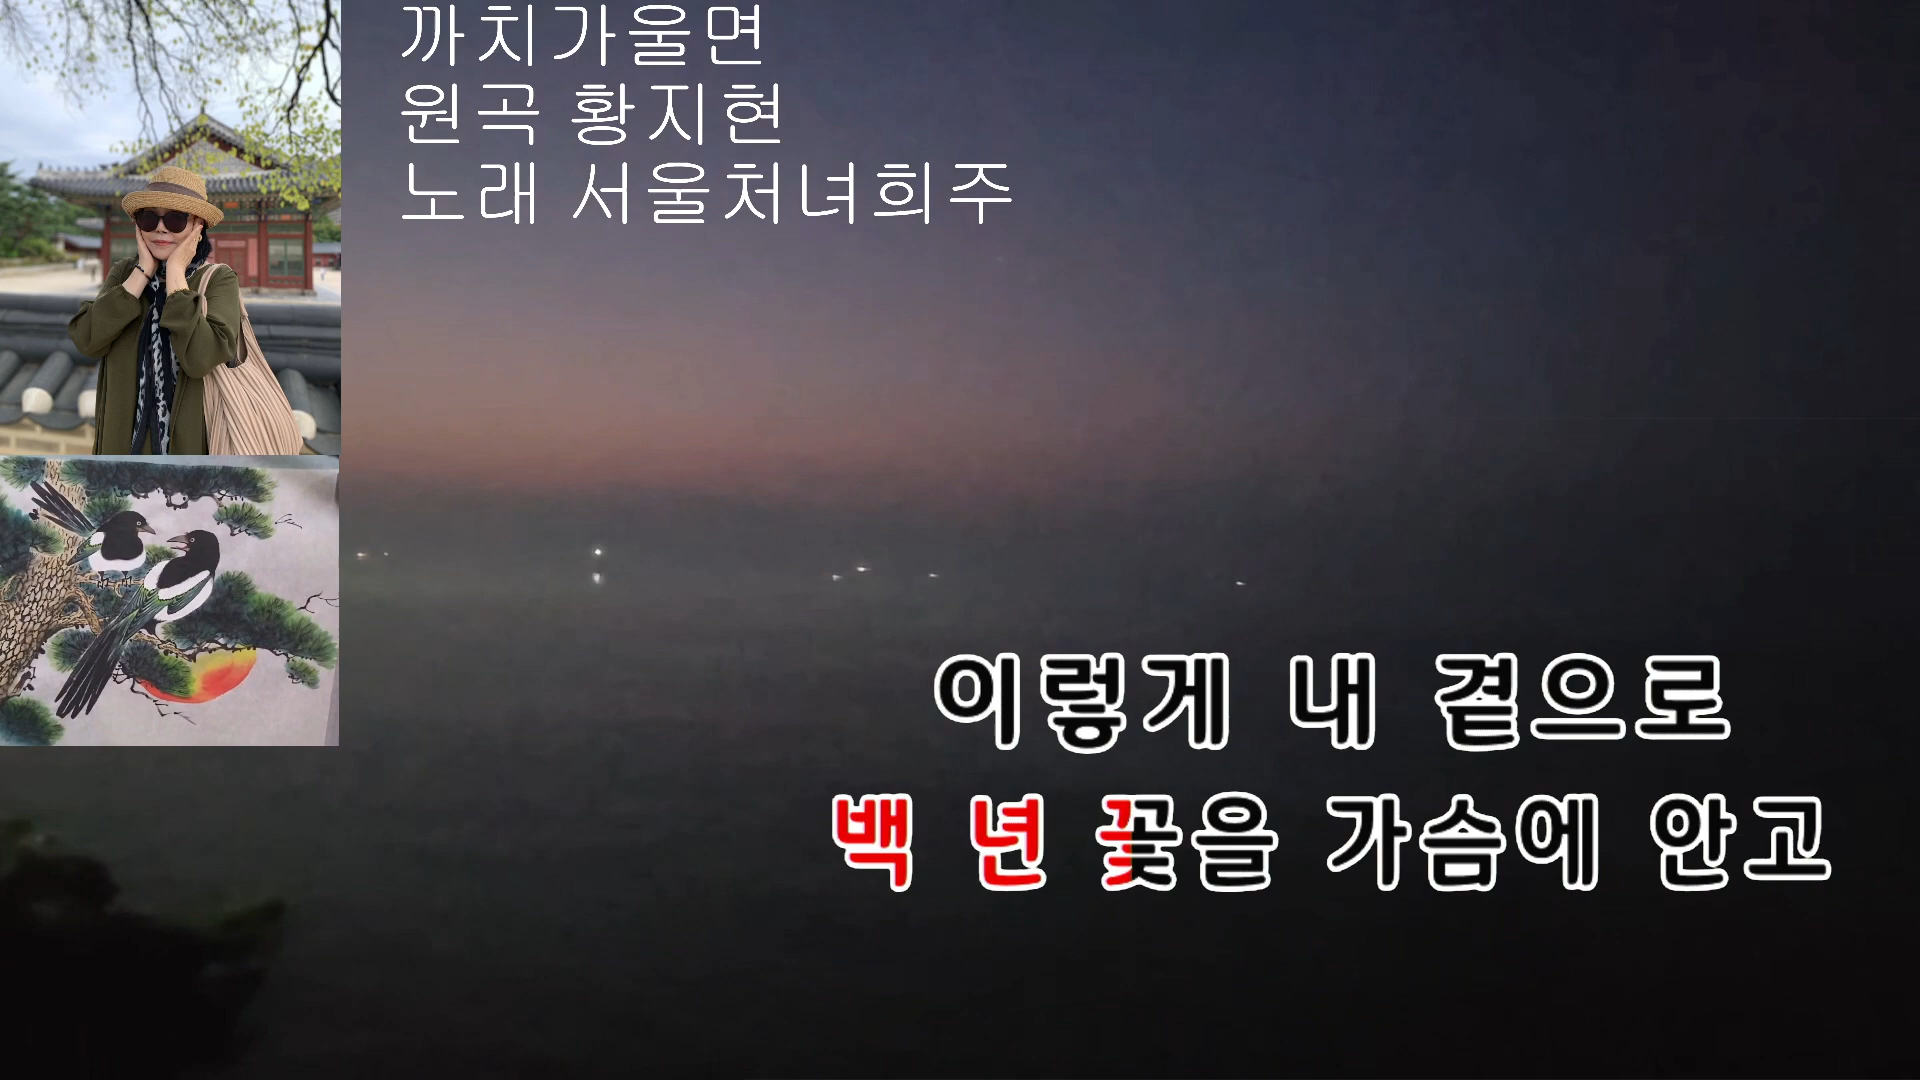 까치가울면
원곡 황지현
노래 서울처녀희주
이렇게 내 곁으로
백 년 꽃을 가슴에 안고